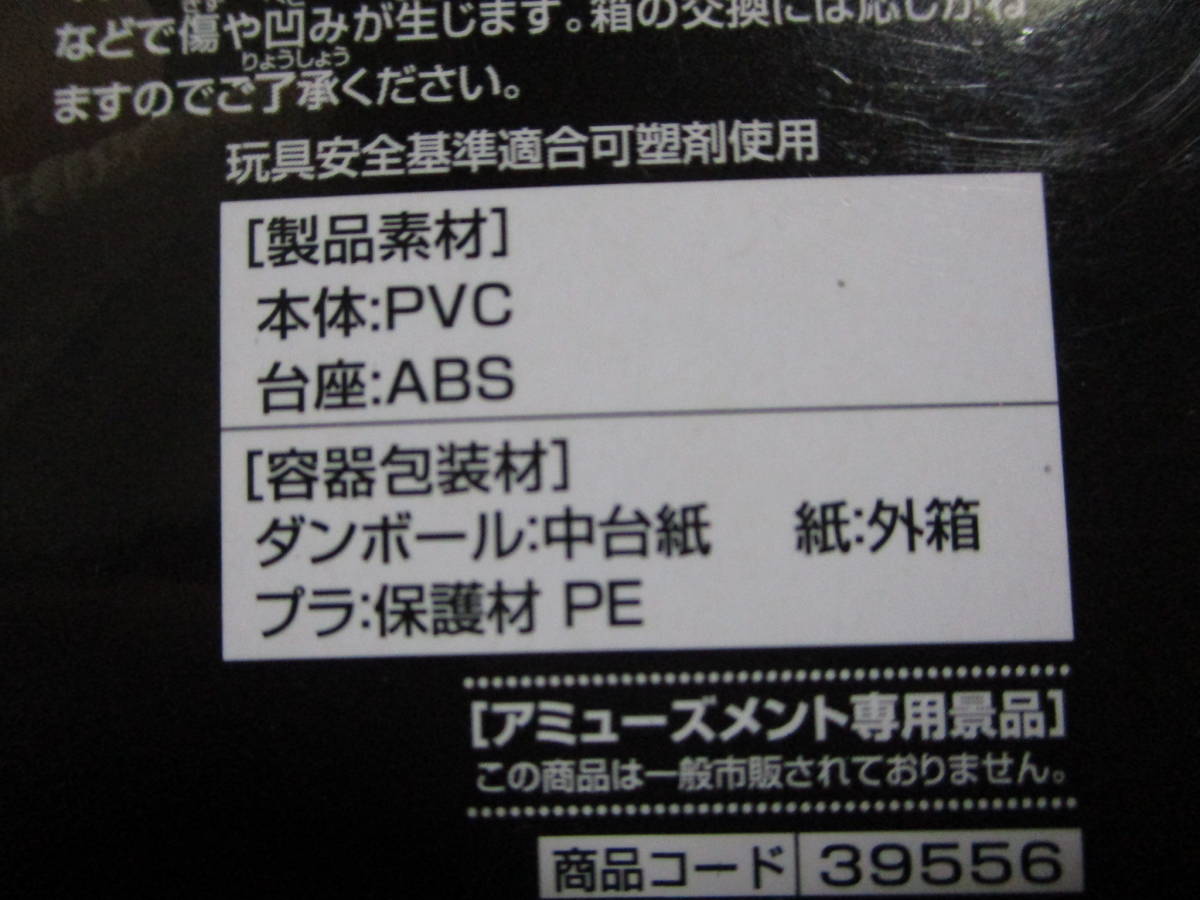 などで傷や凹みが生じます。箱の交換には応じかね
ますのでご了承ください。
玩具安全基準適合可塑剤使用
[製品素材]
本体:PVC
台座:ABS
[容器包装材]
ダンボール:中台紙 紙:外箱
プラ:保護材 PE
[アミューズメント専用景品]
この商品は一般市販されておりません。
商品コード 39556